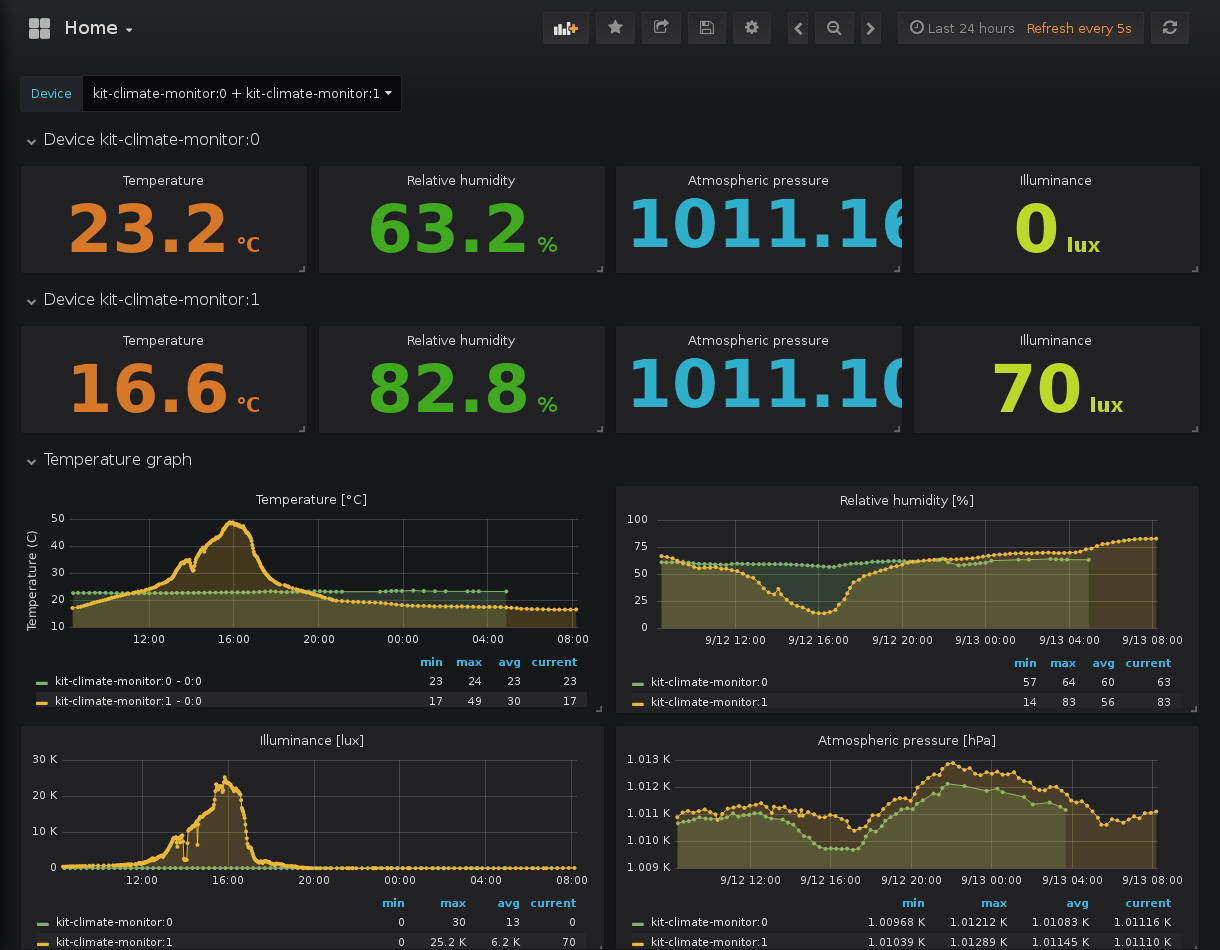 Home
Last 24 hours Refresh every 5s
Device kit-climate-monitor:0 + kit-climate-monitor:1
Device kit-climate-monitor:0
Temperature Relative humidity Atmospheric pressure Illuminance
23.2 °C 63.2 % 1011.16 0 lux
Device kit-climate-monitor:1
Temperature Relative humidity Atmospheric pressure Illuminance
16.6 °C 82.8 % 1011.10 70 lux
Temperature graph
Temperature [°C]
Temperature (C)
50
40
30
20
10
12:00 16:00 20:00 00:00 04:00 08:00
min max avg current
kit-climate-monitor:0 - 0:0 23 24 23 23
kit-climate-monitor:1 - 0:0 17 49 30 17
Relative humidity [%]
100
75
50
25
0
9/12 12:00 9/12 16:00 9/12 20:00 9/13 00:00 9/13 04:00 9/13 08:00
min max avg current
kit-climate-monitor:0 57 64 60 63
kit-climate-monitor:1 14 83 56 83
Illuminance [lux]
30 K
20 K
10 K
0
12:00 16:00 20:00 00:00 04:00 08:00
min max avg current
kit-climate-monitor:0 0 30 13 0
kit-climate-monitor:1 0 25.2 K 6.2 K 70
Atmospheric pressure [hPa]
1.013 K
1.012 K
1.011 K
1.010 K
1.009 K
9/12 12:00 9/12 16:00 9/12 20:00 9/13 00:00 9/13 04:00 9/13 08:00
min max avg current
kit-climate-monitor:0 1.00968 K 1.01212 K 1.01083 K 1.01116 K
kit-climate-monitor:1 1.01039 K 1.01289 K 1.01145 K 1.01110 K